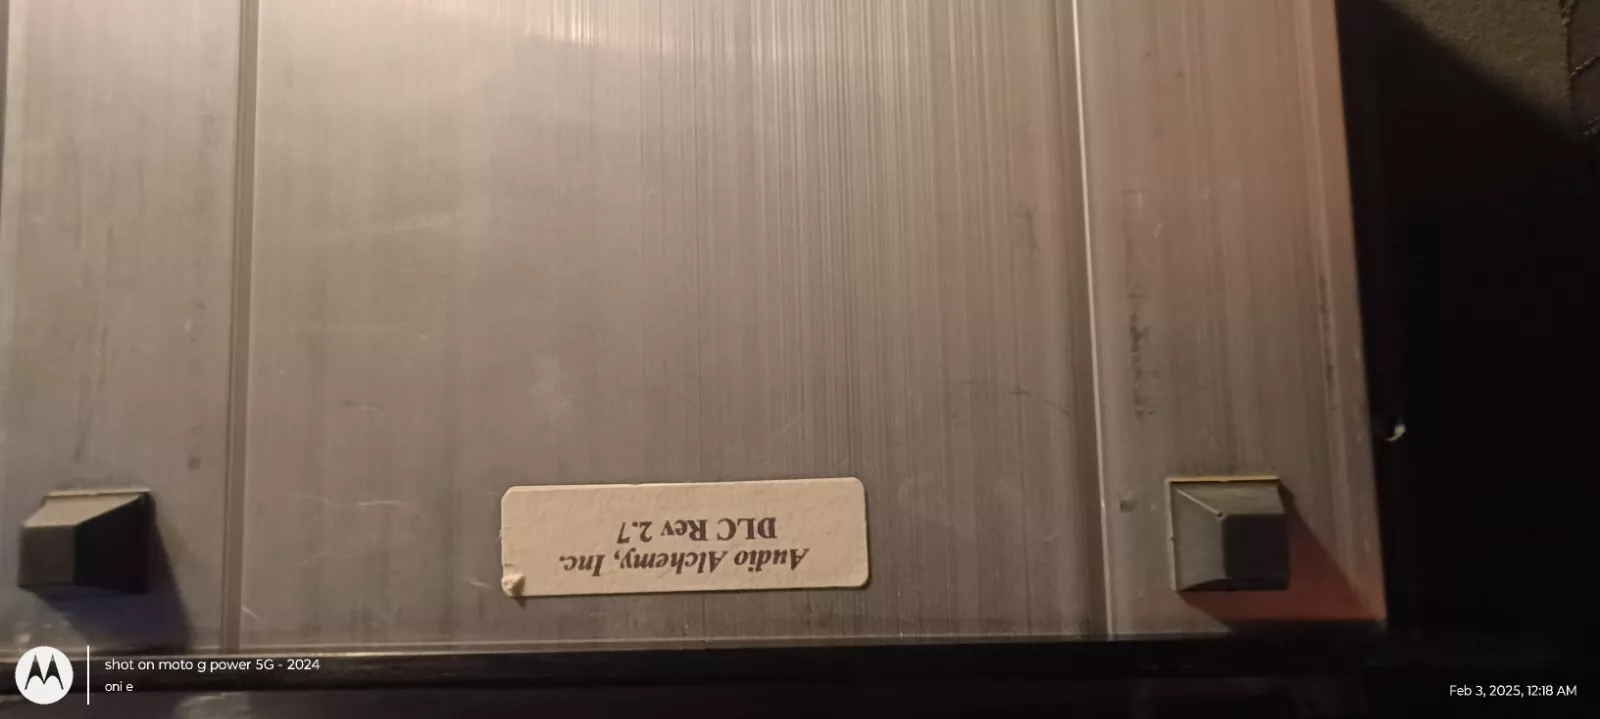 Audio Alchemy, Inc.
DLC Rev 2.7
shot on moto g power 5G - 2024
oni e
Feb 3, 2025, 12:18 AM